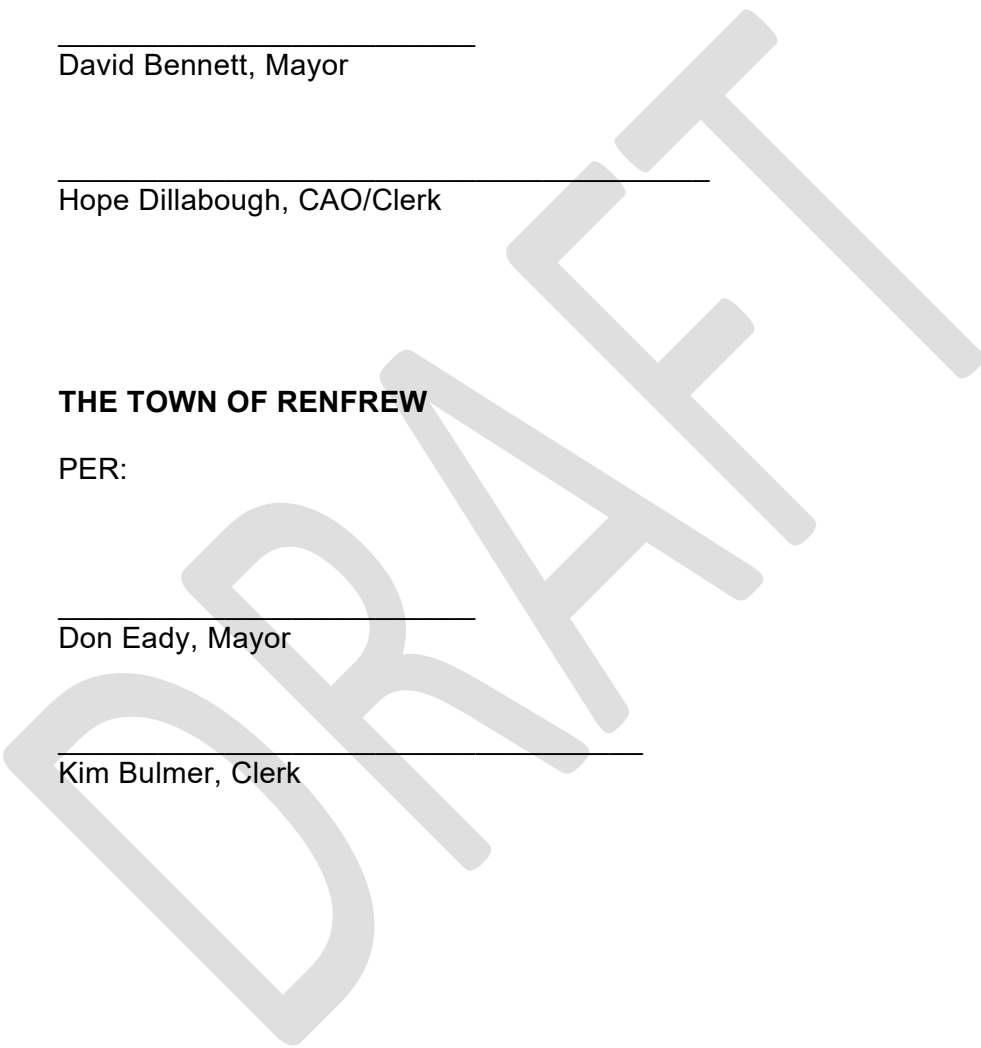 David Bennett, Mayor
Hope Dillabough, CAO/Clerk
THE TOWN OF RENFREW
PER:
Don Eady, Mayor
Kim Bulmer, Clerk
DRAFT